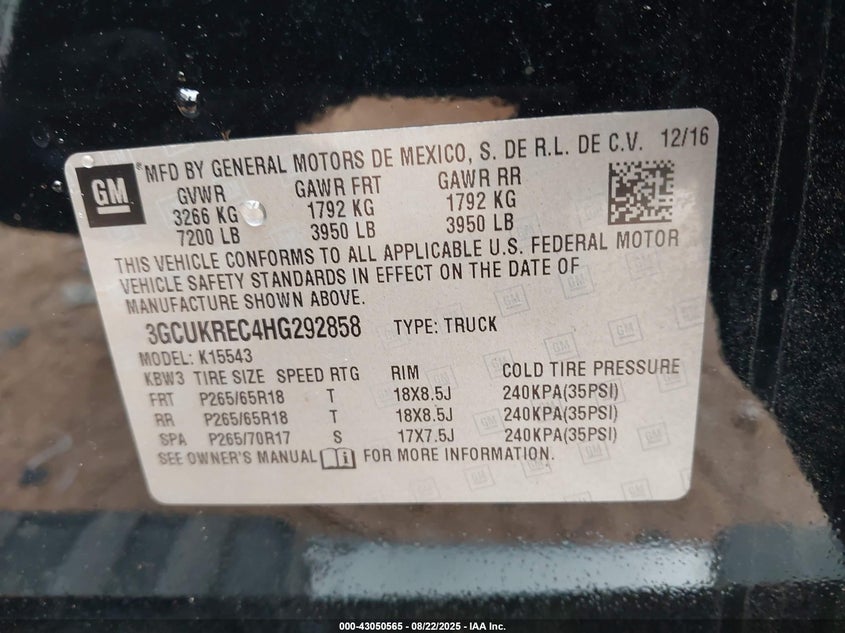 GM
® MFD BY GENERAL MOTORS DE MEXICO, S. DE R.L. DE C.V. 12/16
GVWR GAWR FRT GAWR RR
3266 KG 1792 KG 1792 KG
7200 LB 3950 LB 3950 LB
THIS VEHICLE CONFORMS TO ALL APPLICABLE U.S. FEDERAL MOTOR
VEHICLE SAFETY STANDARDS IN EFFECT ON THE DATE OF
MANUFACTURE SHOWN ABOVE.
3GCUKREC4HG292858 TYPE: TRUCK
MODEL: K15543
KBW3 TIRE SIZE SPEED RTG RIM COLD TIRE PRESSURE
FRT P265/65R18 T 18X8.5J 240KPA(35PSI)
RR P265/65R18 T 18X8.5J 240KPA(35PSI)
SPA P265/70R17 S 17X7.5J 240KPA(35PSI)
SEE OWNER'S MANUAL FOR MORE INFORMATION.
000-43050565 - 08/22/2025 - IAA Inc.